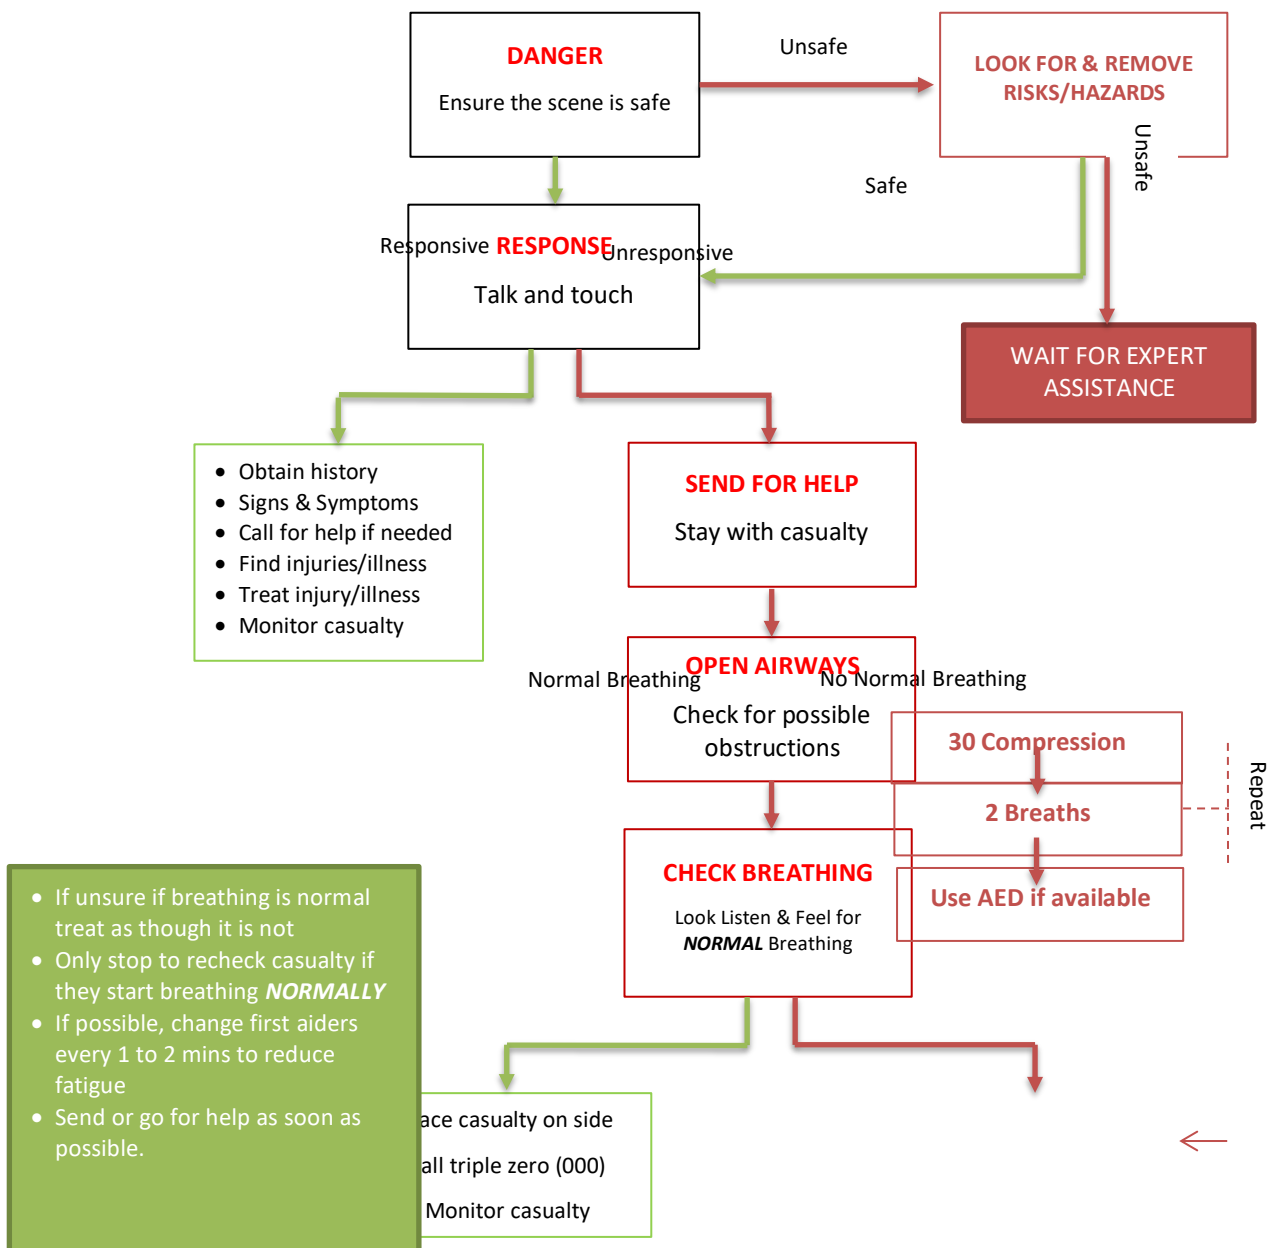 DANGER
Ensure the scene is safe
Unsafe
LOOK FOR & REMOVE
RISKS/HAZARDS
Unsafe
Safe
Responsive
RESPONSE
Unresponsive
Talk and touch
WAIT FOR EXPERT
ASSISTANCE
• Obtain history
• Signs & Symptoms
• Call for help if needed
• Find injuries/illness
• Treat injury/illness
• Monitor casualty
SEND FOR HELP
Stay with casualty
OPEN AIRWAYS
Normal Breathing
No Normal Breathing
Check for possible
obstructions
30 Compression
2 Breaths
Repeat
Use AED if available
CHECK BREATHING
Look Listen & Feel for
NORMAL Breathing
• If unsure if breathing is normal
treat as though it is not
• Only stop to recheck casualty if
they start breathing NORMALLY
• If possible, change first aiders
every 1 to 2 mins to reduce
fatigue
• Send or go for help as soon as
possible.
ace casualty on side
all triple zero (000)
Monitor casualty